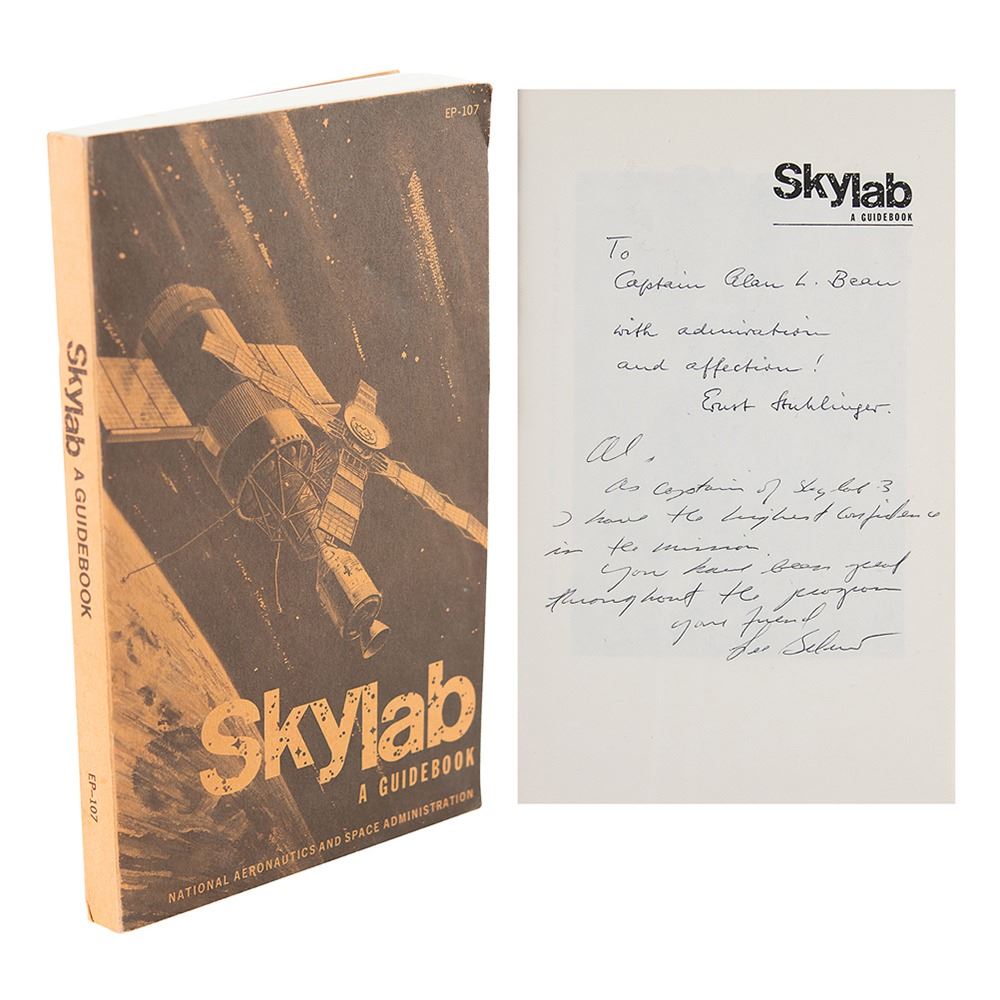 EP-107
Skylab
A GUIDEBOOK
EP-107
Skylab
A GUIDEBOOK
NATIONAL AERONAUTICS AND SPACE ADMINISTRATION
Skylab
A GUIDEBOOK
To
Captain Alan L. Bean
with admiration
and affection!
Ernst Stuhlinger.
Al,
As captain of Skylab 3
I have the highest confidence
in the mission.
You have been great
throughout the program
your friend
Lee